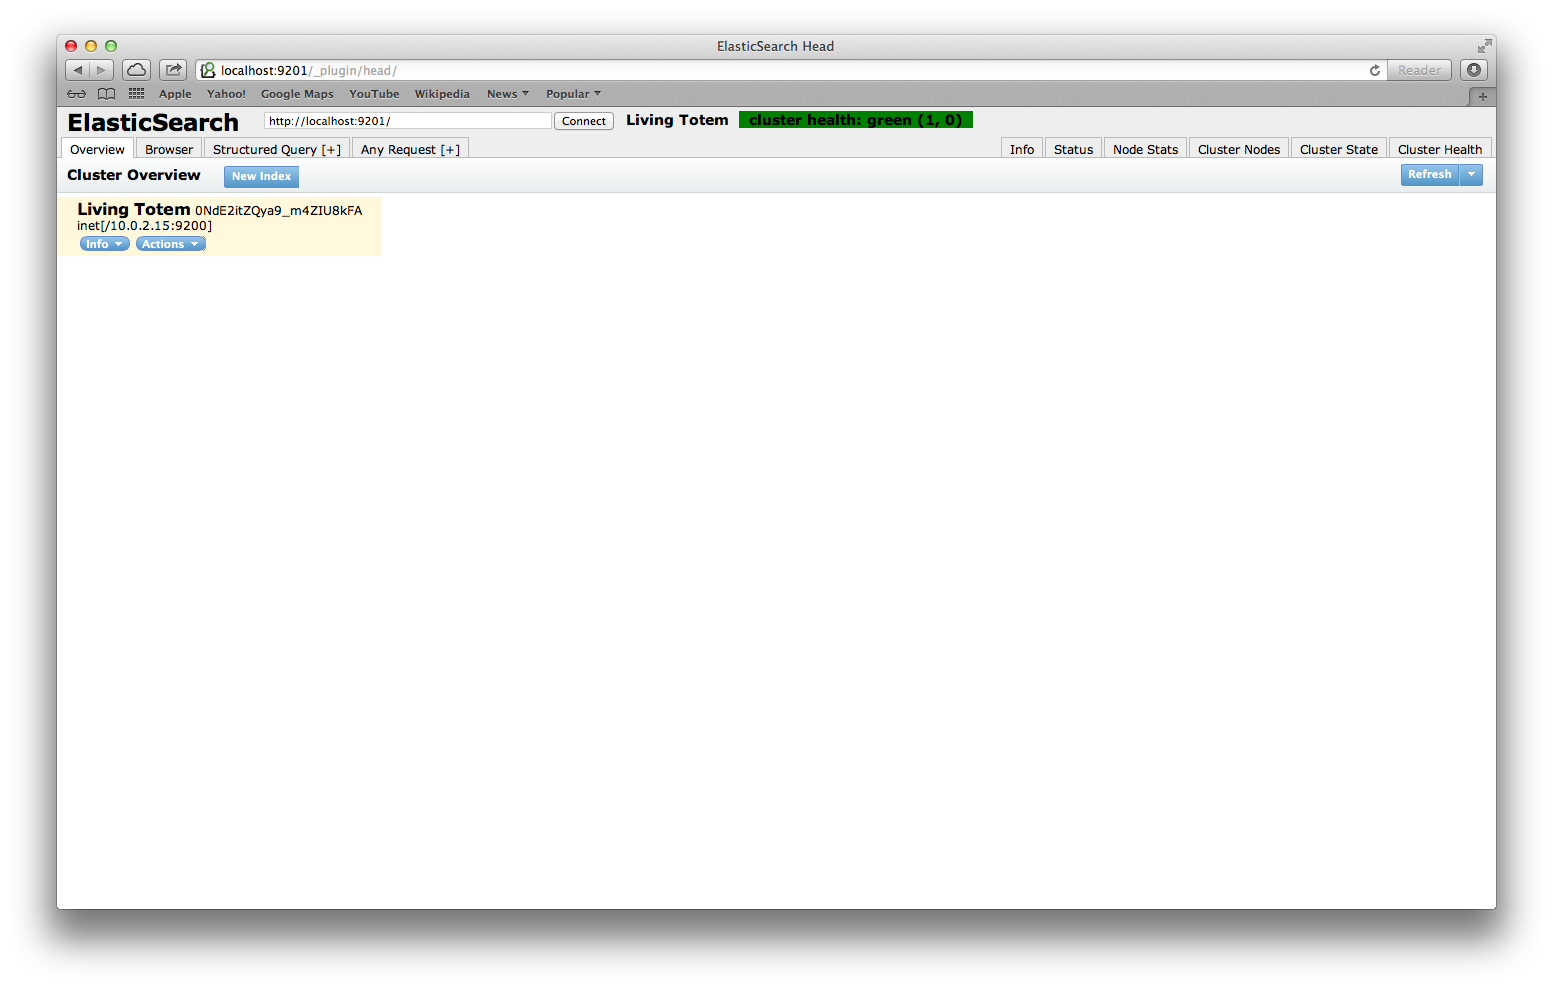 ElasticSearch Head
localhost:9201/_plugin/head/
Reader
Apple Yahoo! Google Maps YouTube Wikipedia News Popular
ElasticSearch http://localhost:9201/ Connect Living Totem cluster health: green (1, 0)
Overview Browser Structured Query [+] Any Request [+] Info Status Node Stats Cluster Nodes Cluster State Cluster Health
Cluster Overview New Index Refresh
Living Totem 0NdE2itZQya9_m4ZIU8kFA
inet[/10.0.2.15:9200]
Info Actions